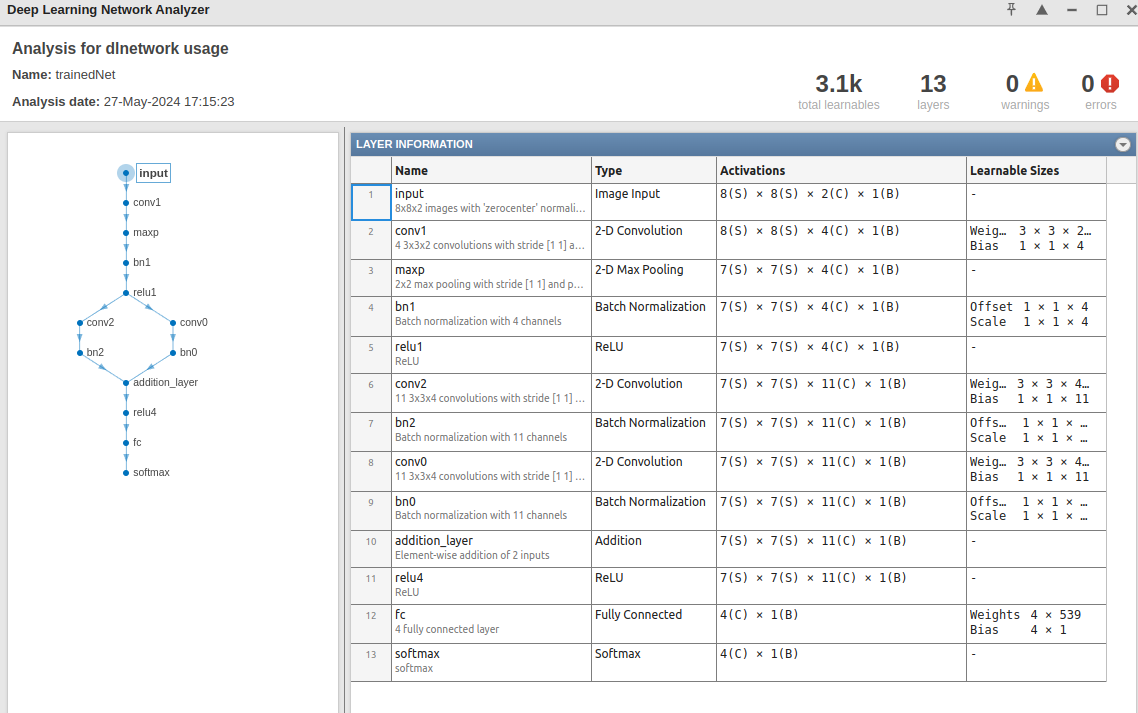 Deep Learning Network Analyzer
Analysis for dlnetwork usage
Name: trainedNet
Analysis date: 27-May-2024 17:15:23
3.1k
total learnables
13
layers
0
warnings
0
errors
input
conv1
maxp
bn1
relu1
conv2
conv0
bn2
bn0
addition_layer
relu4
fc
softmax
LAYER INFORMATION
Name Type Activations Learnable Sizes
1 input Image Input 8(S) × 8(S) × 2(C) × 1(B) -
8x8x2 images with 'zerocenter' normali...
2 conv1 2-D Convolution 8(S) × 8(S) × 4(C) × 1(B) Weig... 3 × 3 × 2...
4 3x3x2 convolutions with stride [1 1] a... Bias 1 × 1 × 4
3 maxp 2-D Max Pooling 7(S) × 7(S) × 4(C) × 1(B) -
2x2 max pooling with stride [1 1] and p...
4 bn1 Batch Normalization 7(S) × 7(S) × 4(C) × 1(B) Offset 1 × 1 × 4
Batch normalization with 4 channels Scale 1 × 1 × 4
5 relu1 ReLU 7(S) × 7(S) × 4(C) × 1(B) -
ReLU
6 conv2 2-D Convolution 7(S) × 7(S) × 11(C) × 1(B) Weig... 3 × 3 × 4...
11 3x3x4 convolutions with stride [1 1] ... Bias 1 × 1 × 11
7 bn2 Batch Normalization 7(S) × 7(S) × 11(C) × 1(B) Offs... 1 × 1 × ...
Batch normalization with 11 channels Scale 1 × 1 × ...
8 conv0 2-D Convolution 7(S) × 7(S) × 11(C) × 1(B) Weig... 3 × 3 × 4...
11 3x3x4 convolutions with stride [1 1] ... Bias 1 × 1 × 11
9 bn0 Batch Normalization 7(S) × 7(S) × 11(C) × 1(B) Offs... 1 × 1 × ...
Batch normalization with 11 channels Scale 1 × 1 × ...
10 addition_layer Addition 7(S) × 7(S) × 11(C) × 1(B) -
Element-wise addition of 2 inputs
11 relu4 ReLU 7(S) × 7(S) × 11(C) × 1(B) -
ReLU
12 fc Fully Connected 4(C) × 1(B) Weights 4 × 539
4 fully connected layer Bias 4 × 1
13 softmax Softmax 4(C) × 1(B) -
softmax